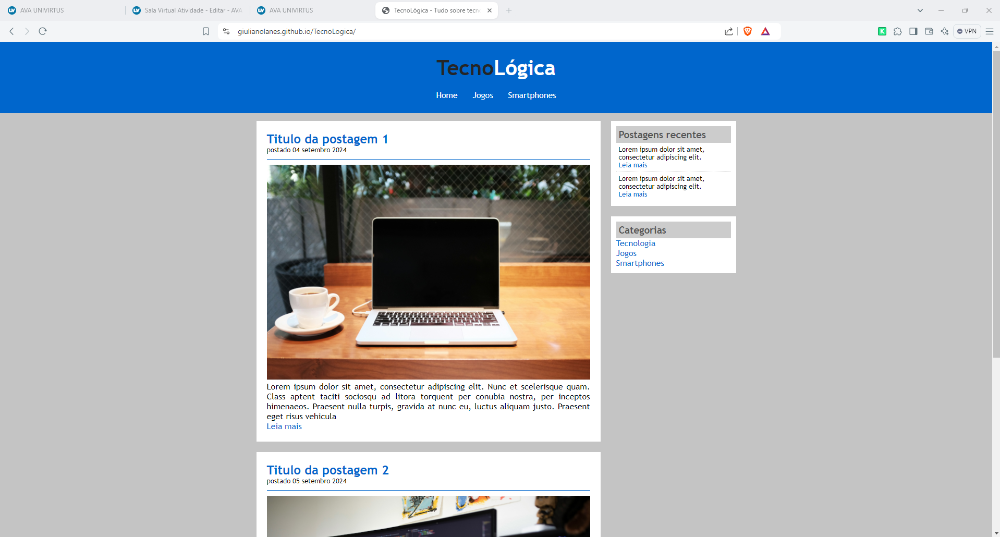 AVA UNIVIRTUS
Sala Virtual Atividade - Editar - AVA
AVA UNIVIRTUS
TecnoLógica - Tudo sobre tecno
giulianolanes.github.io/TecnoLogica/
VPN
TecnoLógica
Home Jogos Smartphones
Titulo da postagem 1
postado 04 setembro 2024
Lorem ipsum dolor sit amet, consectetur adipiscing elit. Nunc et scelerisque quam.
Class aptent taciti sociosqu ad litora torquent per conubia nostra, per inceptos
himenaeos. Praesent nulla turpis, gravida at nunc eu, luctus aliquam justo. Praesent
eget risus vehicula
Leia mais
Titulo da postagem 2
postado 05 setembro 2024
Postagens recentes
Lorem ipsum dolor sit amet,
consectetur adipiscing elit.
Leia mais
Lorem ipsum dolor sit amet,
consectetur adipiscing elit.
Leia mais
Categorias
Tecnologia
Jogos
Smartphones